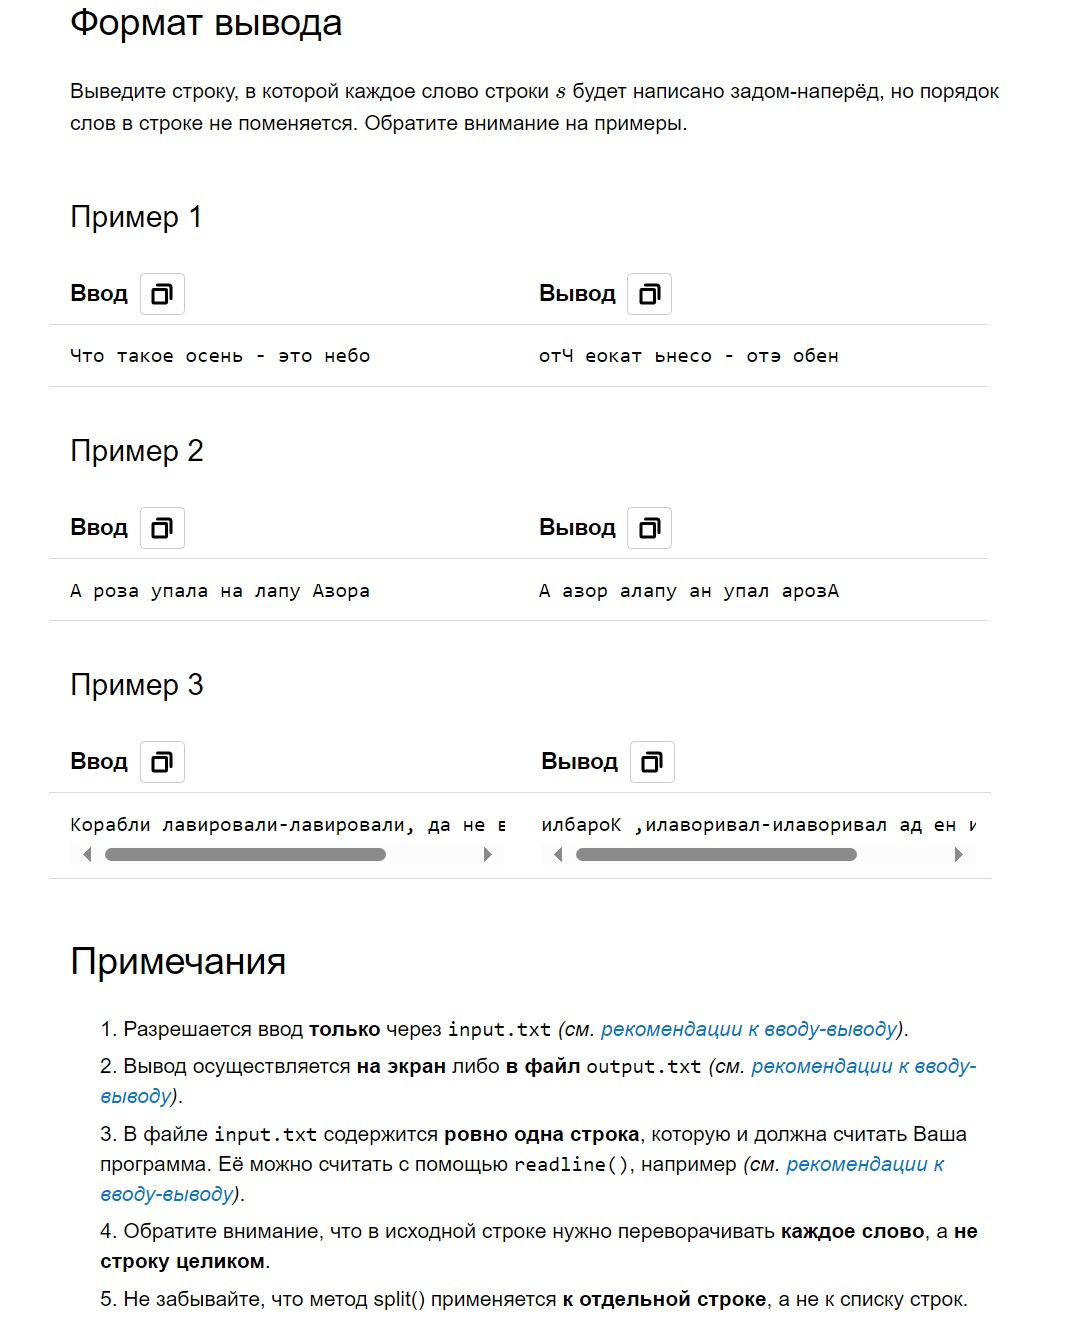 Формат вывода
Выведите строку, в которой каждое слово строки s будет написано задом-наперёд, но порядок
слов в строке не поменяется. Обратите внимание на примеры.
Пример 1
Ввод Вывод
Что такое осень - это небо отЧ еокат ьнесо - отэ обен
Пример 2
Ввод Вывод
А роза упала на лапу Азора А азор алапу ан упал арозА
Пример 3
Ввод Вывод
Корабли лавировали-лавировали, да не в илбароК ,илаворивал-илаворивал ад ен и
Примечания
1. Разрешается ввод только через input.txt (см. рекомендации к вводу-выводу).
2. Вывод осуществляется на экран либо в файл output.txt (см. рекомендации к вводу-
выводу).
3. В файле input.txt содержится ровно одна строка, которую и должна считать Ваша
программа. Её можно считать с помощью readline(), например (см. рекомендации к
вводу-выводу).
4. Обратите внимание, что в исходной строке нужно переворачивать каждое слово, а не
строку целиком.
5. Не забывайте, что метод split() применяется к отдельной строке, а не к списку строк.